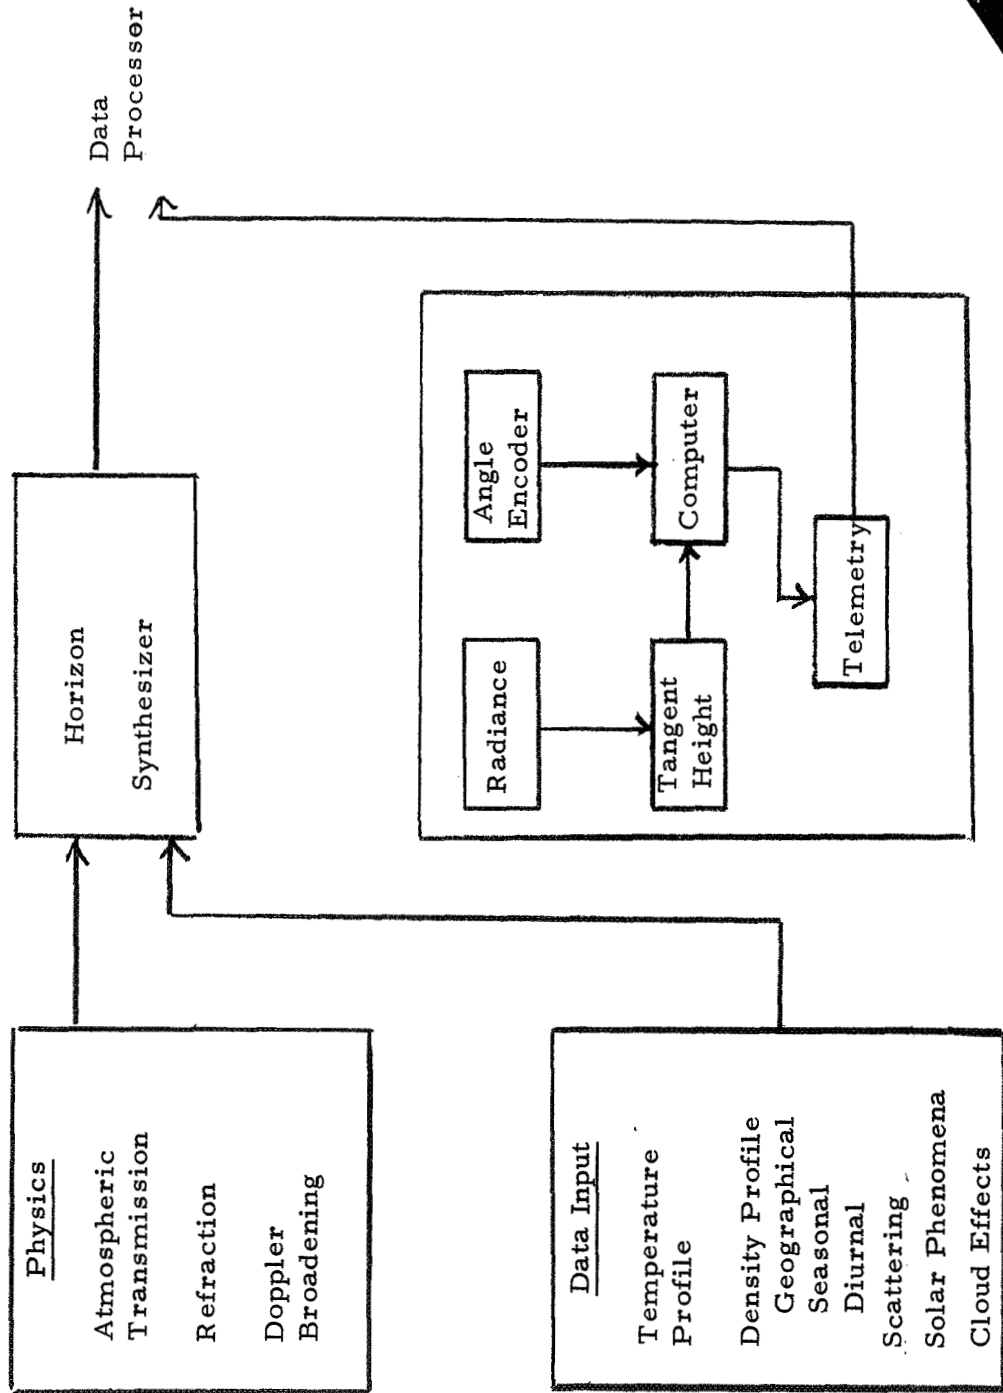 Physics
Atmospheric
Transmission
Refraction
Doppler
Broadening
Data Input
Temperature
Profile
Density Profile
Geographical
Seasonal
Diurnal
Scattering
Solar Phenomena
Cloud Effects
Horizon
Synthesizer
Radiance
Tangent
Height
Angle
Encoder
Computer
Telemetry
Data
Processer